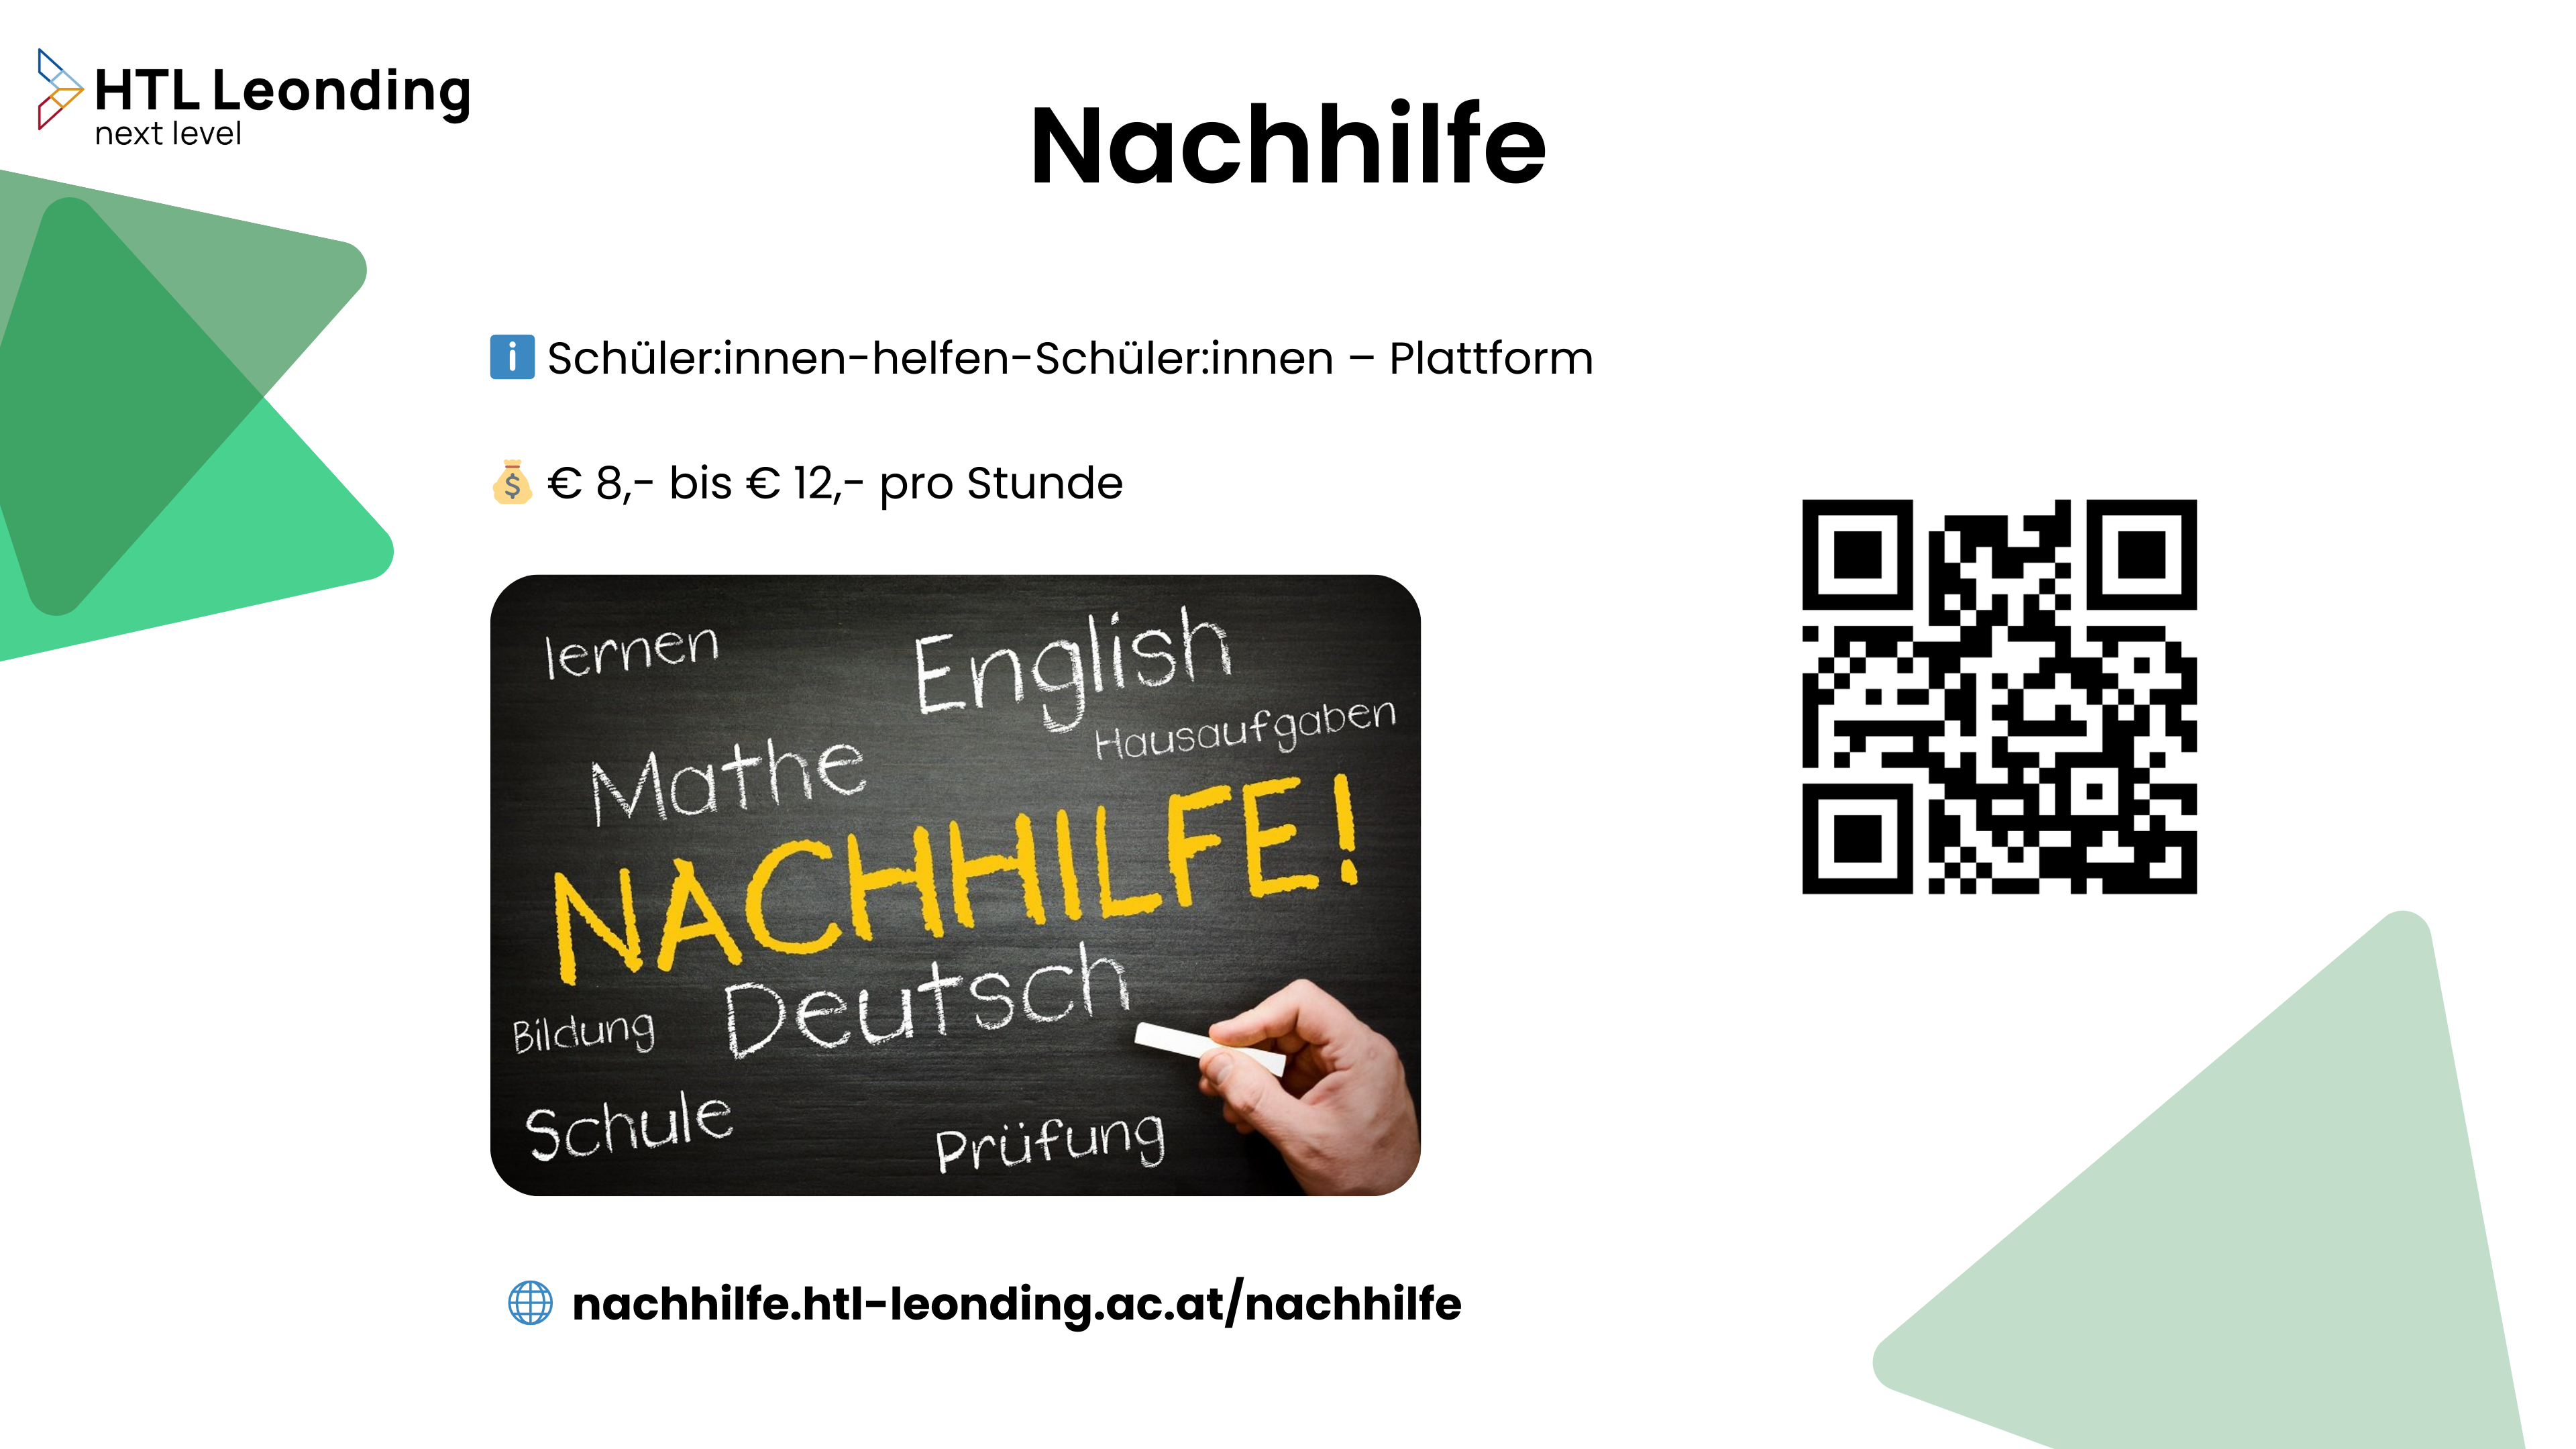 HTL Leonding
next level
Nachhilfe
Schüler:innen-helfen-Schüler:innen – Plattform
€ 8,- bis € 12,- pro Stunde
lernen
English
Hausaufgaben
Mathe
NACHHILFE!
Deutsch
Bildung
Schule
Prüfung
nachhilfe.htl-leonding.ac.at/nachhilfe